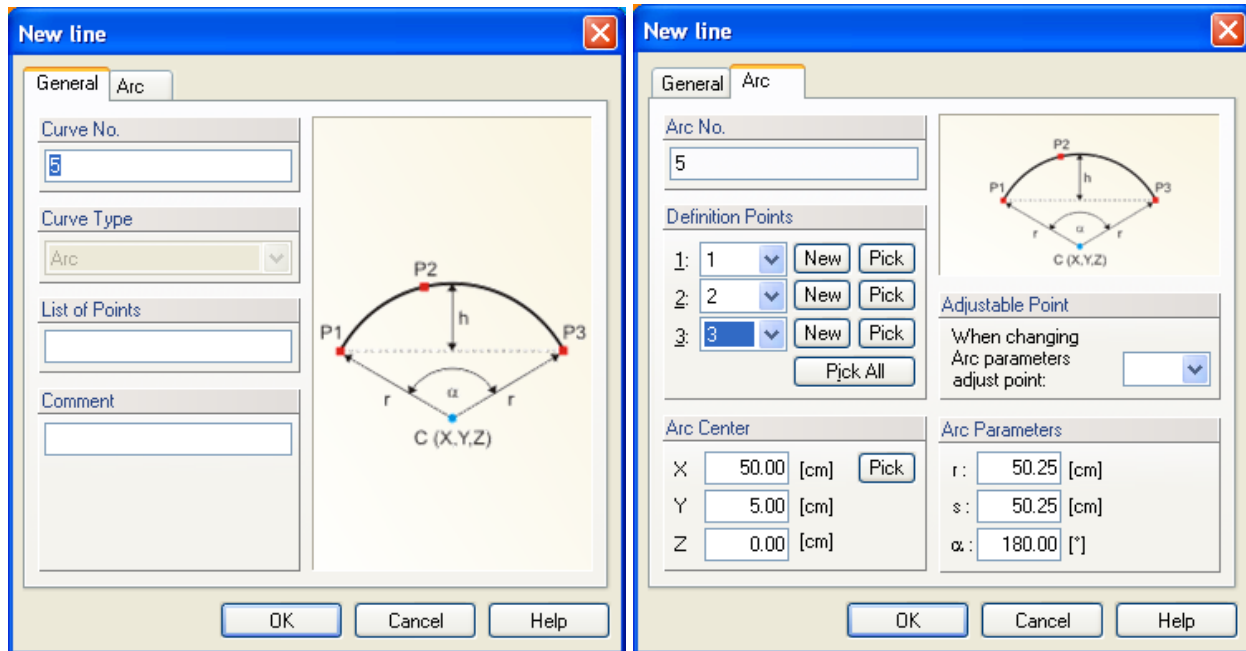 New line
General Arc
Curve No.
5
Curve Type
Arc
List of Points
Comment
P2
h
P1
P3
r
α
r
C (X,Y,Z)
OK Cancel Help
New line
General Arc
Arc No.
5
Definition Points
1: 1 New Pick
2: 2 New Pick
3: 3 New Pick
Pick All
P2
h
P1
P3
r
α
r
C (X,Y,Z)
Adjustable Point
When changing
Arc parameters
adjust point:
Arc Center
X 50.00 [cm] Pick
Y 5.00 [cm]
Z 0.00 [cm]
Arc Parameters
r: 50.25 [cm]
s: 50.25 [cm]
α: 180.00 [°]
OK Cancel Help